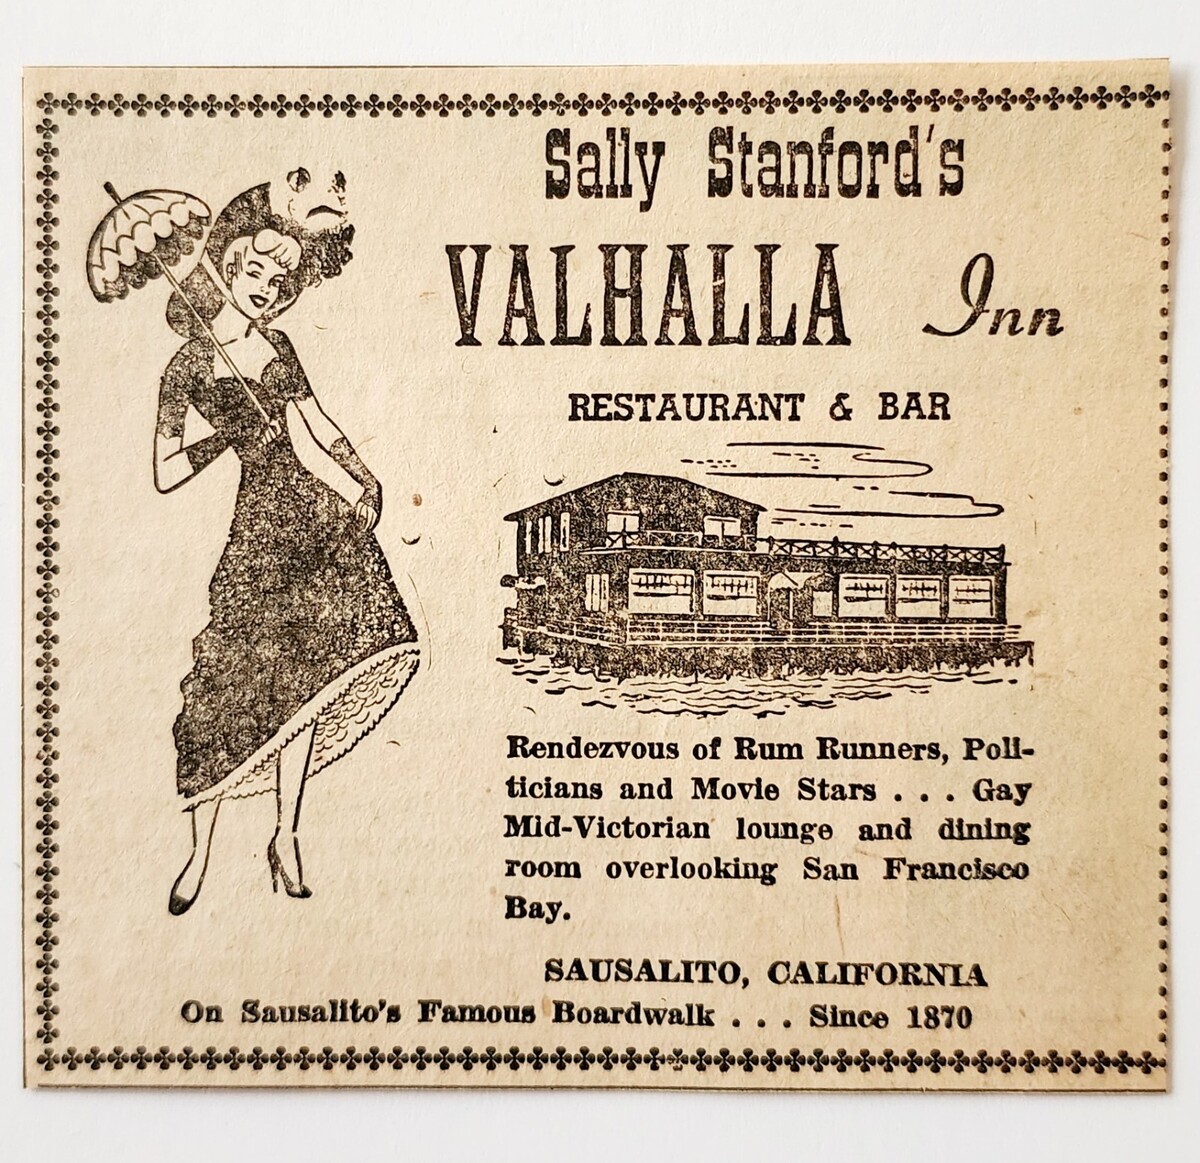 Sally Stanford's
VALHALLA Inn
RESTAURANT & BAR
Rendezvous of Rum Runners, Poli-
ticians and Movie Stars . . . Gay
Mid-Victorian lounge and dining
room overlooking San Francisco
Bay.
SAUSALITO, CALIFORNIA
On Sausalito's Famous Boardwalk . . . Since 1870